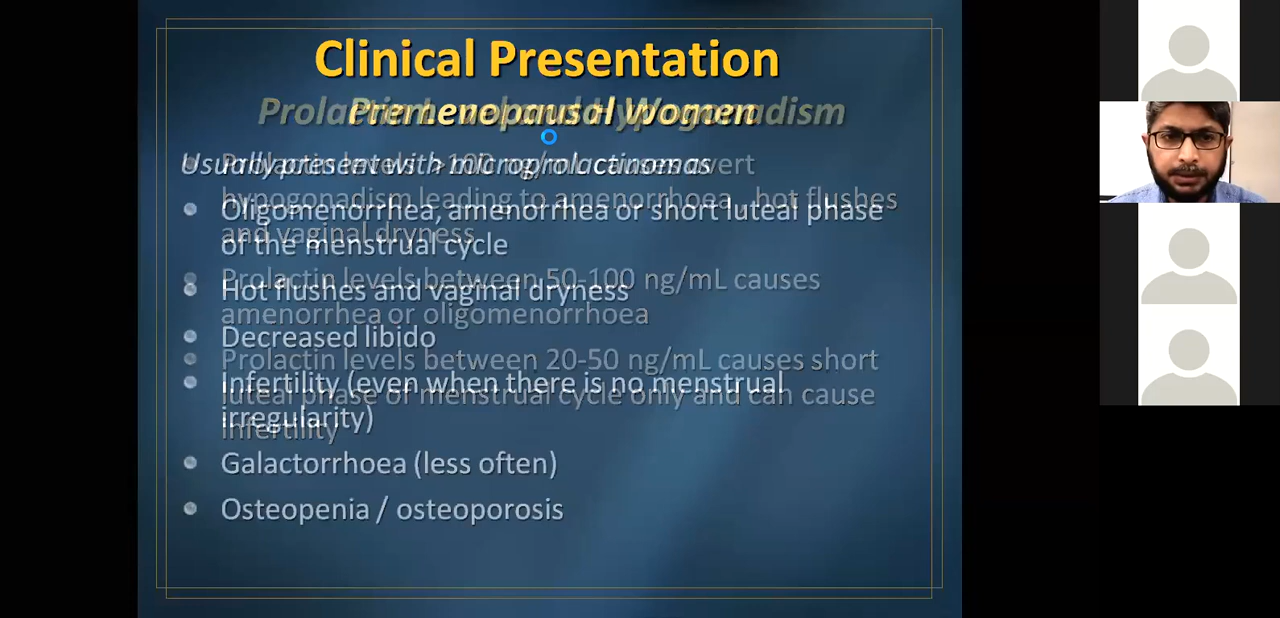 Clinical Presentation
Premenopausal Women
Prolactin Level and Hypogonadism
Usually present with microprolactinomas
Oligomenorrhea, amenorrhea or short luteal phase
of the menstrual cycle
Hot flushes and vaginal dryness
Decreased libido
Infertility (ever when there is no menstrual
irregularity)
Galactorrhoea (less often)
Osteopenia / osteoporosis
Prolactin levels >100 ng/mL causes overt
hypogonadism leading to amenorrhoea, hot flushes
and vaginal dryness
Prolactin levels between 50-100 ng/mL causes
amenorrhea or oligomenorrhoea
Prolactin levels between 20-50 ng/mL causes short
luteal phase of menstrual cycle only and can cause
infertility